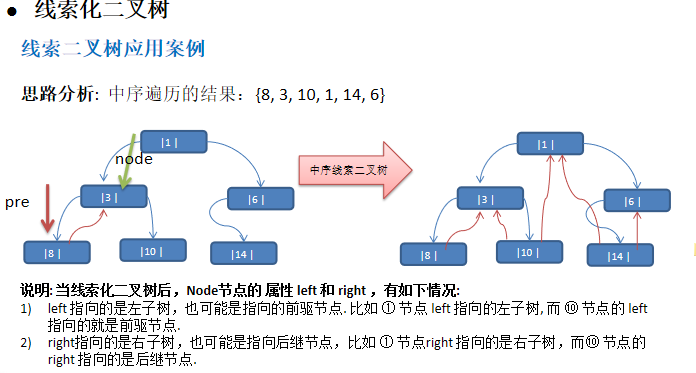 ● 线索化二叉树
线索二叉树应用案例
思路分析: 中序遍历的结果：{8, 3, 10, 1, 14, 6}
|1 |
node
|3 |
|6 |
pre
|8 |
|10 |
|14 |
中序线索二叉树
|1 |
|3 |
|6 |
|8 |
|10 |
|14 |
说明: 当线索化二叉树后，Node节点的 属性 left 和 right ，有如下情况:
1) left 指向的是左子树，也可能是指向的前驱节点. 比如 ① 节点 left 指向的左子树, 而 ⑩ 节点的 left
指向的就是前驱节点.
2) right指向的是右子树，也可能是指向后继节点，比如 ① 节点right 指向的是右子树，而⑩ 节点的
right 指向的是后继节点.